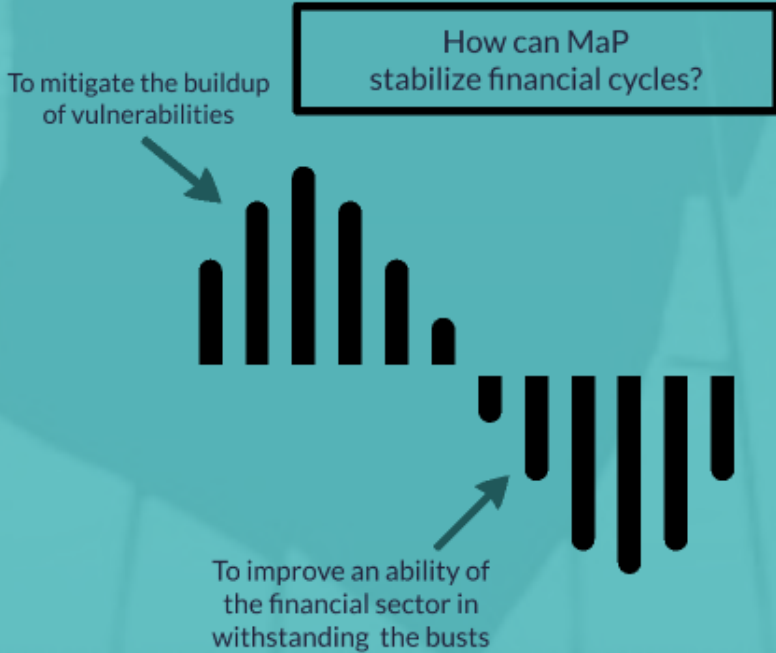 How can MaP
stabilize financial cycles?
To mitigate the buildup
of vulnerabilities
To improve an ability of
the financial sector in
withstanding the busts